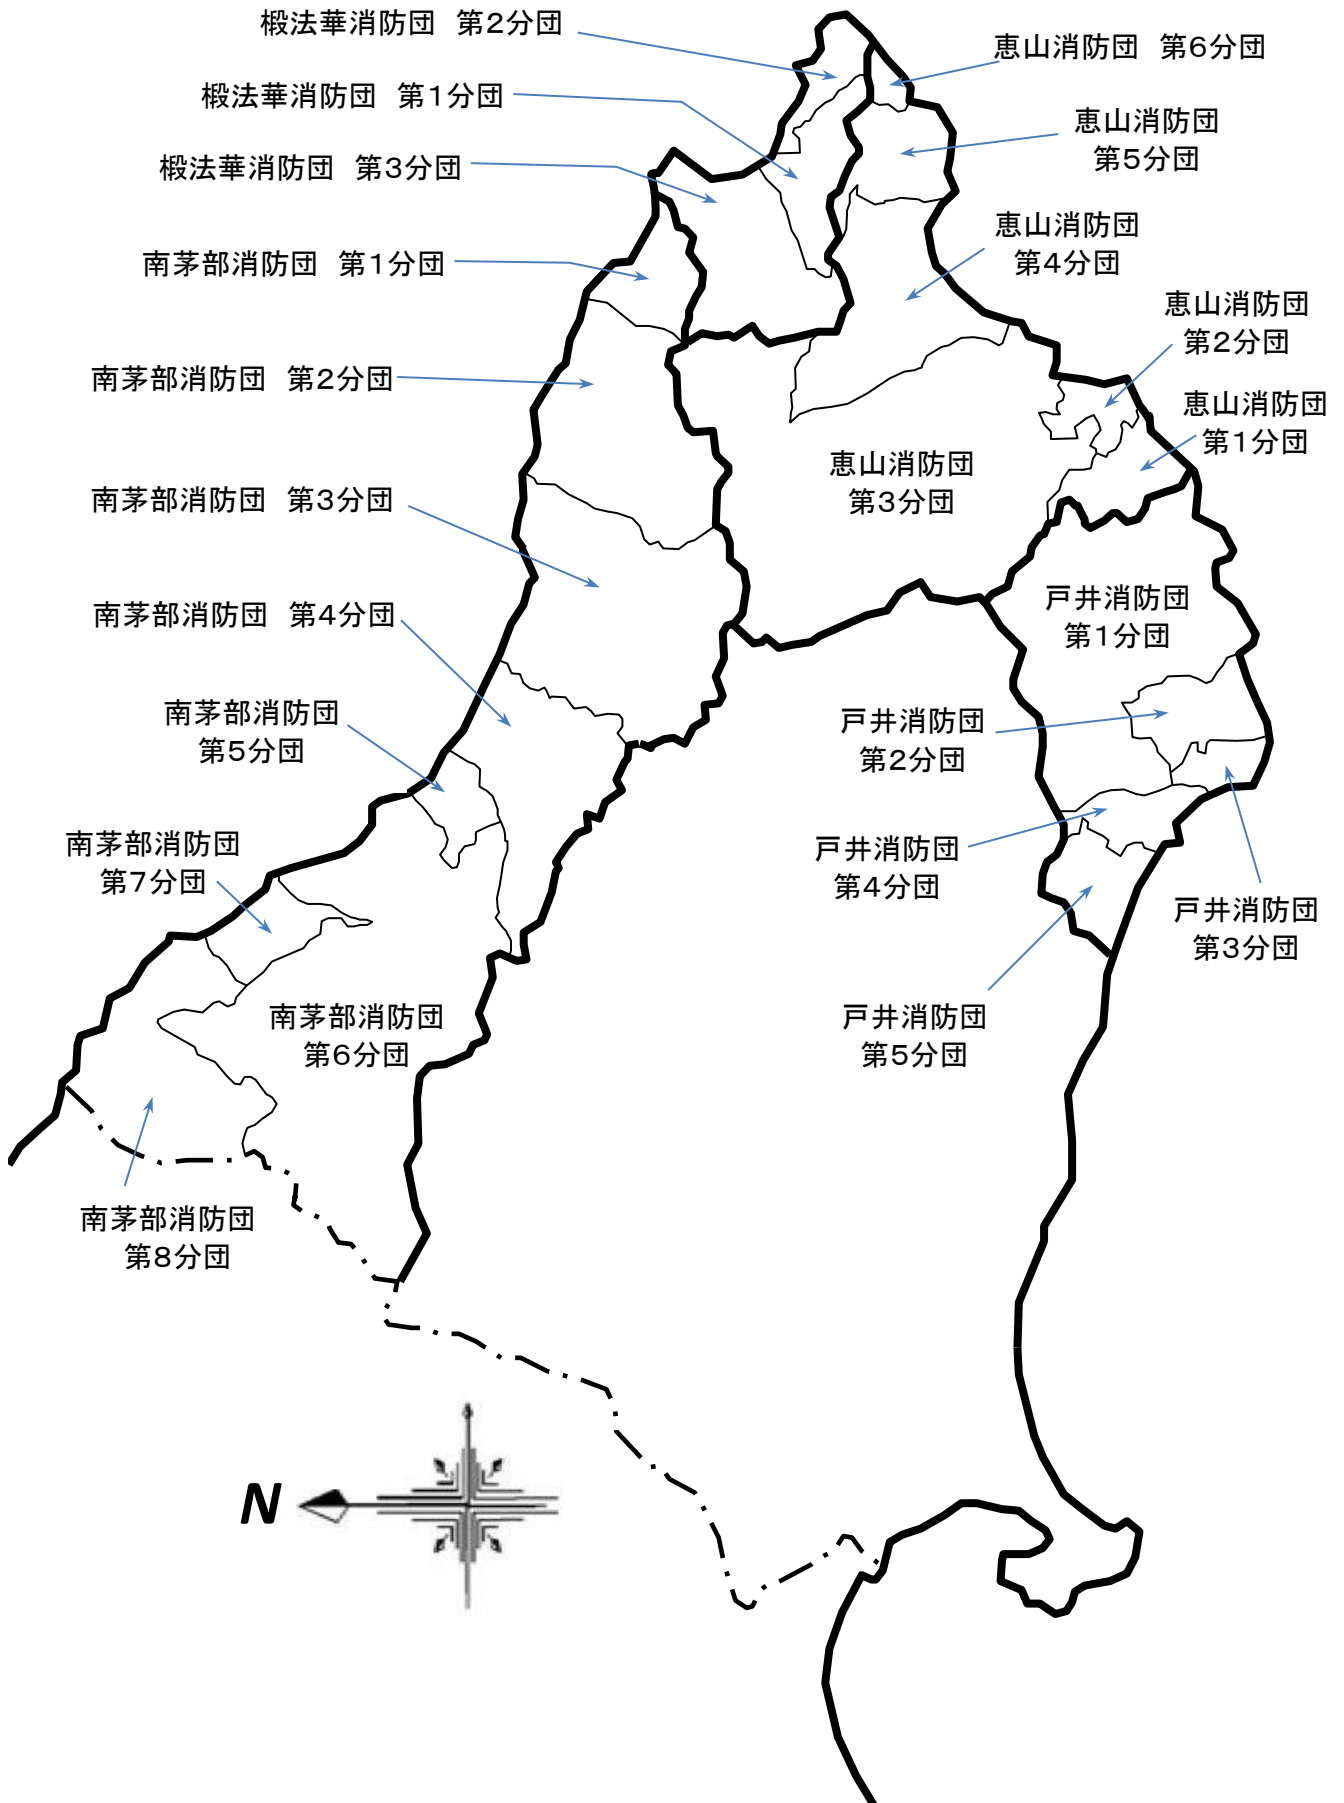 椴法華消防団　第２分団
恵山消防団　第６分団
椴法華消防団　第１分団
恵山消防団
第５分団
椴法華消防団　第３分団
恵山消防団
第４分団
南茅部消防団　第１分団
恵山消防団
第２分団
南茅部消防団　第２分団
恵山消防団
第１分団
恵山消防団
第３分団
南茅部消防団　第３分団
戸井消防団
第１分団
南茅部消防団　第４分団
南茅部消防団
第５分団
戸井消防団
第２分団
南茅部消防団
第７分団
戸井消防団
第４分団
戸井消防団
第３分団
南茅部消防団
第６分団
戸井消防団
第５分団
南茅部消防団
第８分団
N